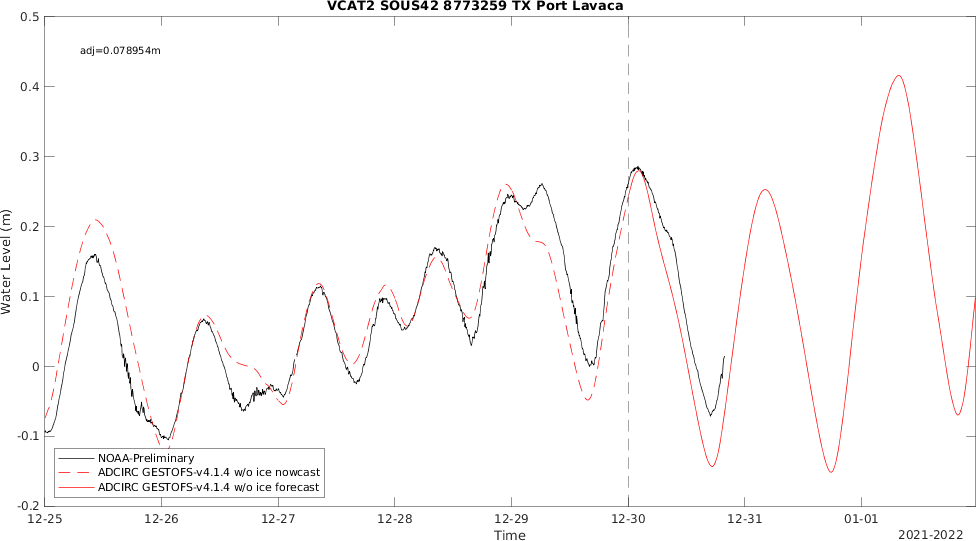 VCAT2 SOUS42 8773259 TX Port Lavaca
adj=0.078954m
0.5
0.4
0.3
0.2
0.1
0
-0.1
-0.2
Water Level (m)
NOAA-Preliminary
ADCIRC GESTOFS-v4.1.4 w/o ice nowcast
ADCIRC GESTOFS-v4.1.4 w/o ice forecast
12-25 12-26 12-27 12-28 12-29 12-30 12-31 01-01
Time
2021-2022